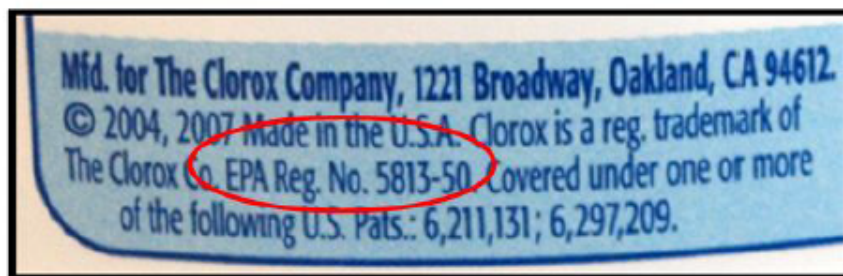 Mfd. for The Clorox Company, 1221 Broadway, Oakland, CA 94612.
© 2004, 2007 Made in the U.S.A. Clorox is a reg. trademark of
The Clorox Co. EPA Reg. No. 5813-50. Covered under one or more
of the following U.S. Pats.: 6,211,131; 6,297,209.